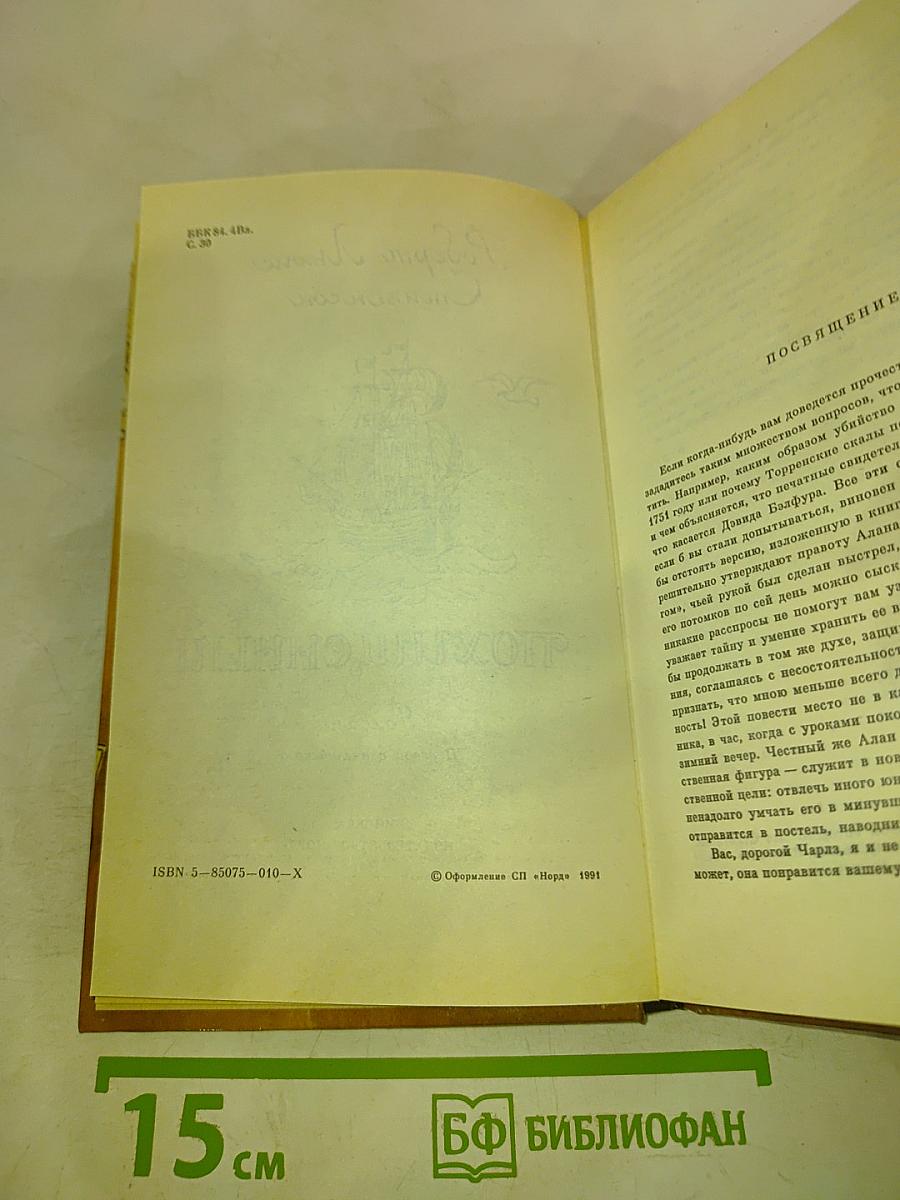 ББК 84. 4Вл.
С. 30
ISBN 5—85075—010—X
© Оформление СП «Норд» 1991
ПОСВЯЩЕНИЕ
Если когда-нибудь вам доведется прочест
зададитесь таким множеством вопросов, что
тить. Например, каким образом убийство
1751 году или почему Торренские скалы пе
и чем объясняется, что печатные свидетел
что касается Дэвида Бэлфура. Все эти о
если б вы стали допытываться, виновен
бы отстоять версию, изложенную в книг
решительно утверждают правоту Алана
гом», чьей рукой был сделан выстрел,
его потомков по сей день можно сыск
никакие расспросы не помогут вам уз
уважает тайну и умение хранить ее в
бы продолжать в том же духе, защи
ния, соглашаясь с несостоятельност
признать, что мною меньше всего д
ность! Этой повести место не в к
ника, в час, когда с уроками поко
зимний вечер. Честный же Алан
ственная фигура — служит в нов
ственной цели: отвлечь иного юн
ненадолго умчать его в минувш
отправится в постель, наводни
Вас, дорогой Чарлз, я и не
может, она понравится вашему
15 см
БФ БИБЛИОФАН